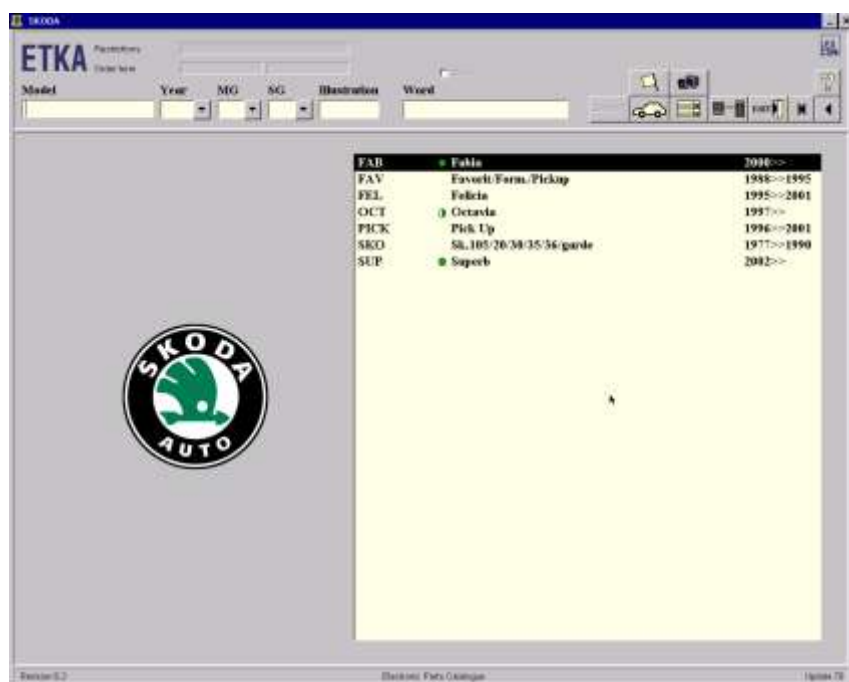 SKODA
ETKA
Model Year MG SG Illustration Word
EXIT
FAB Fabia 2000>>
FAV Favorit/Form./Pickup 1988>>1995
FEL Felicia 1995>>2001
OCT Octavia 1997>>
PICK Pick Up 1996>>2001
SKO Sk.105/20/30/35/36/garde 1977>>1990
SUP Superb 2002>>
SKODA
AUTO
Electronic Parts Catalogue